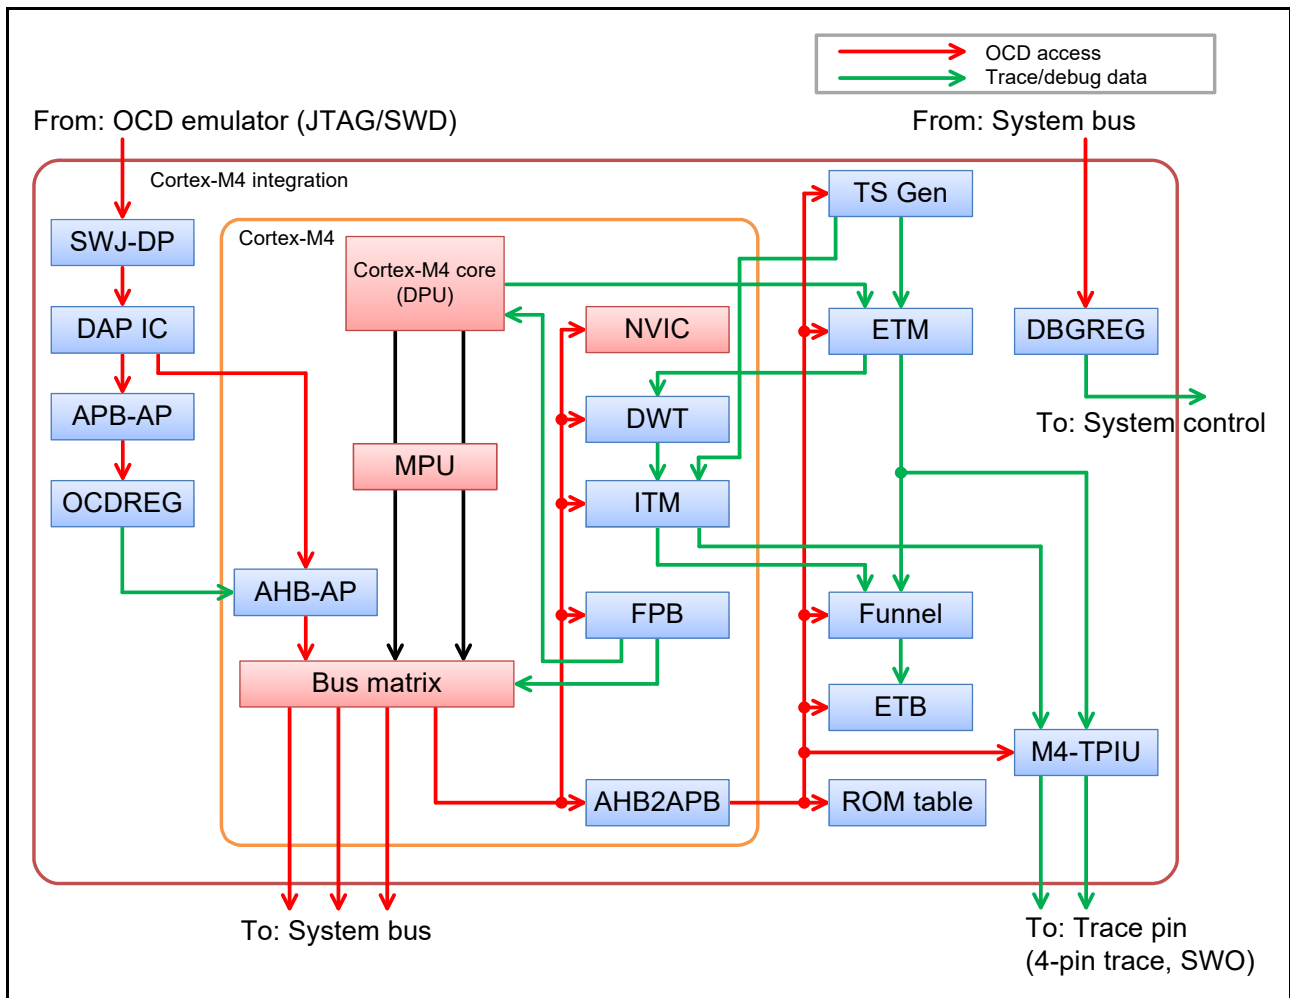 OCD access
Trace/debug data
From: OCD emulator (JTAG/SWD)
From: System bus
Cortex-M4 integration
TS Gen
SWJ-DP
Cortex-M4
Cortex-M4 core
(DPU)
DAP IC
NVIC
ETM
DBGREG
APB-AP
DWT
To: System control
MPU
OCDREG
ITM
AHB-AP
FPB
Funnel
Bus matrix
ETB
M4-TPIU
AHB2APB
ROM table
To: System bus
To: Trace pin
(4-pin trace, SWO)